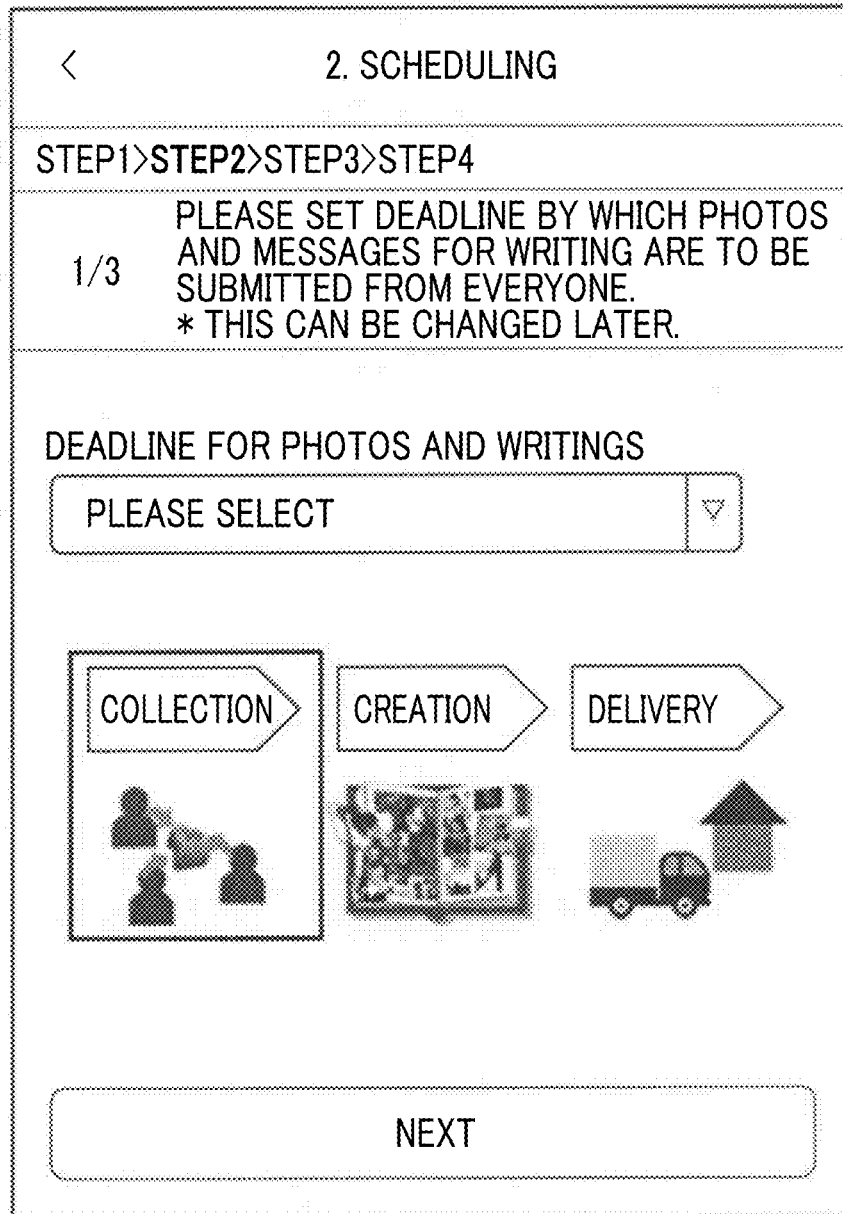 < 2. SCHEDULING
STEP1>STEP2>STEP3>STEP4
1/3
PLEASE SET DEADLINE BY WHICH PHOTOS
AND MESSAGES FOR WRITING ARE TO BE
SUBMITTED FROM EVERYONE.
* THIS CAN BE CHANGED LATER.
DEADLINE FOR PHOTOS AND WRITINGS
PLEASE SELECT
COLLECTION
CREATION
DELIVERY
NEXT